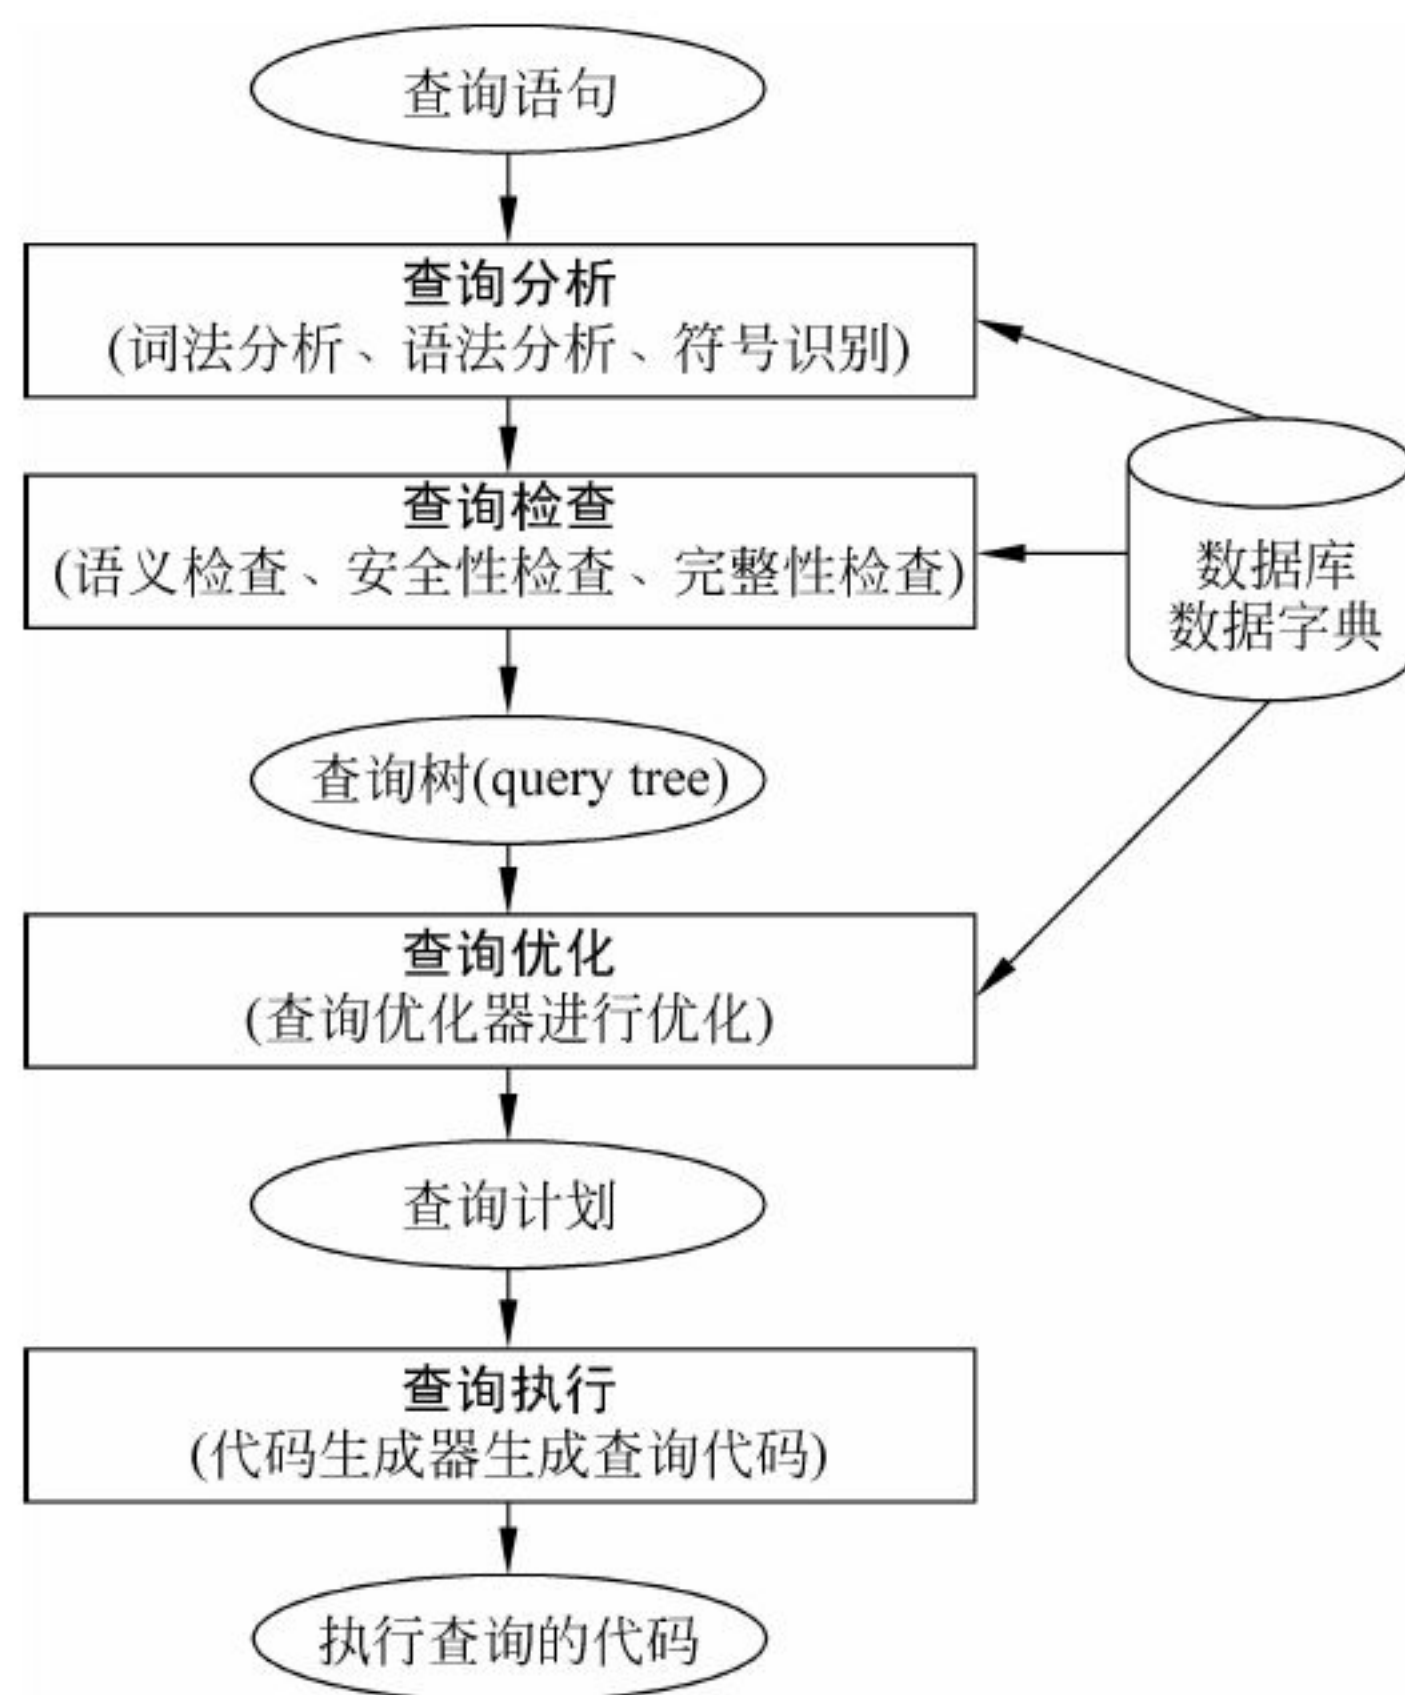 查询语句
查询分析
(词法分析、语法分析、符号识别)
查询检查
(语义检查、安全性检查、完整性检查)
数据库
数据字典
查询树(query tree)
查询优化
(查询优化器进行优化)
查询计划
查询执行
(代码生成器生成查询代码)
执行查询的代码